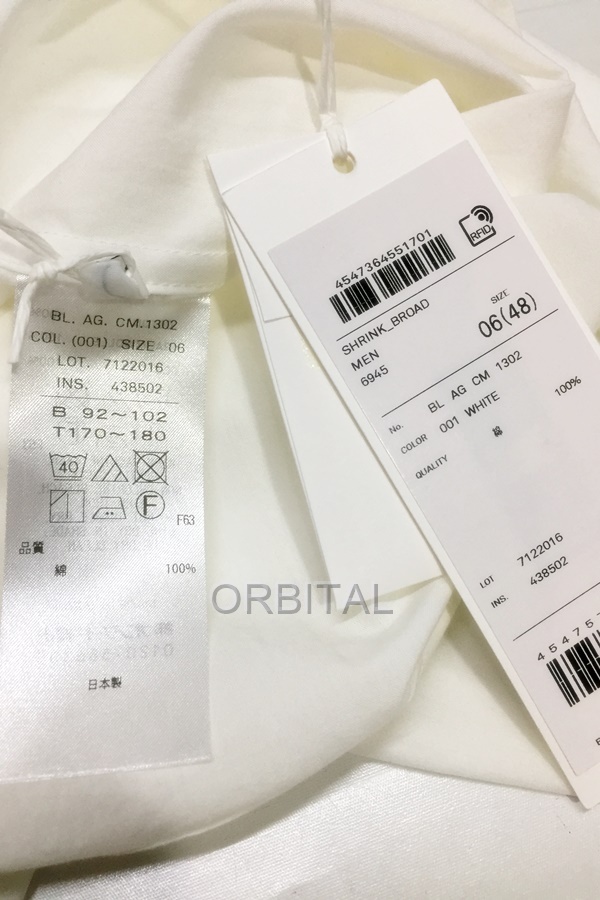 BL. AG. CM.1302
COL. (001) SIZE 06
LOT. 7122016
INS. 438502
B 92～102
T170～180
40
F
F63
品質
綿 100%
日本製
4547364551701
RFID
SHRINK_BROAD
MEN
6945
SIZE
06(48)
No. BL AG CM 1302
COLOR 001 WHITE
QUALITY 綿 100%
LOT 7122016
INS. 438502
45475
ORBITAL